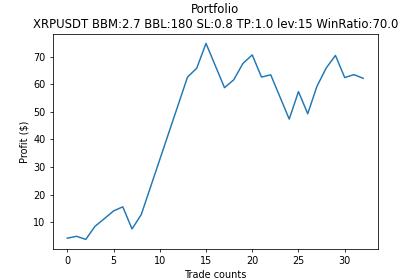 Portfolio
XRPUSDT BBM:2.7 BBL:180 SL:0.8 TP:1.0 lev:15 WinRatio:70.0
70
60
50
40
30
20
10
Profit ($)
0 5 10 15 20 25 30
Trade counts